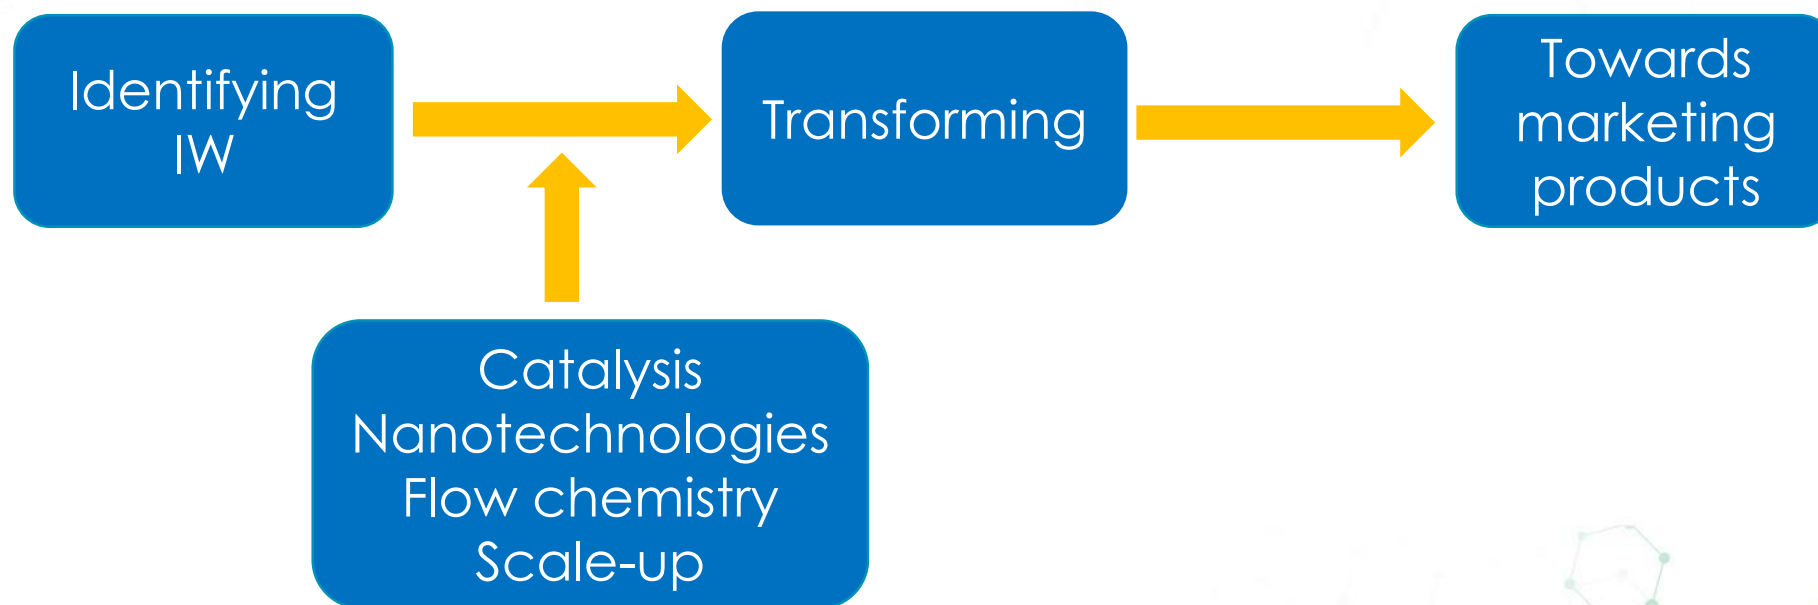 Identifying
IW
Transforming
Towards
marketing
products
Catalysis
Nanotechnologies
Flow chemistry
Scale-up